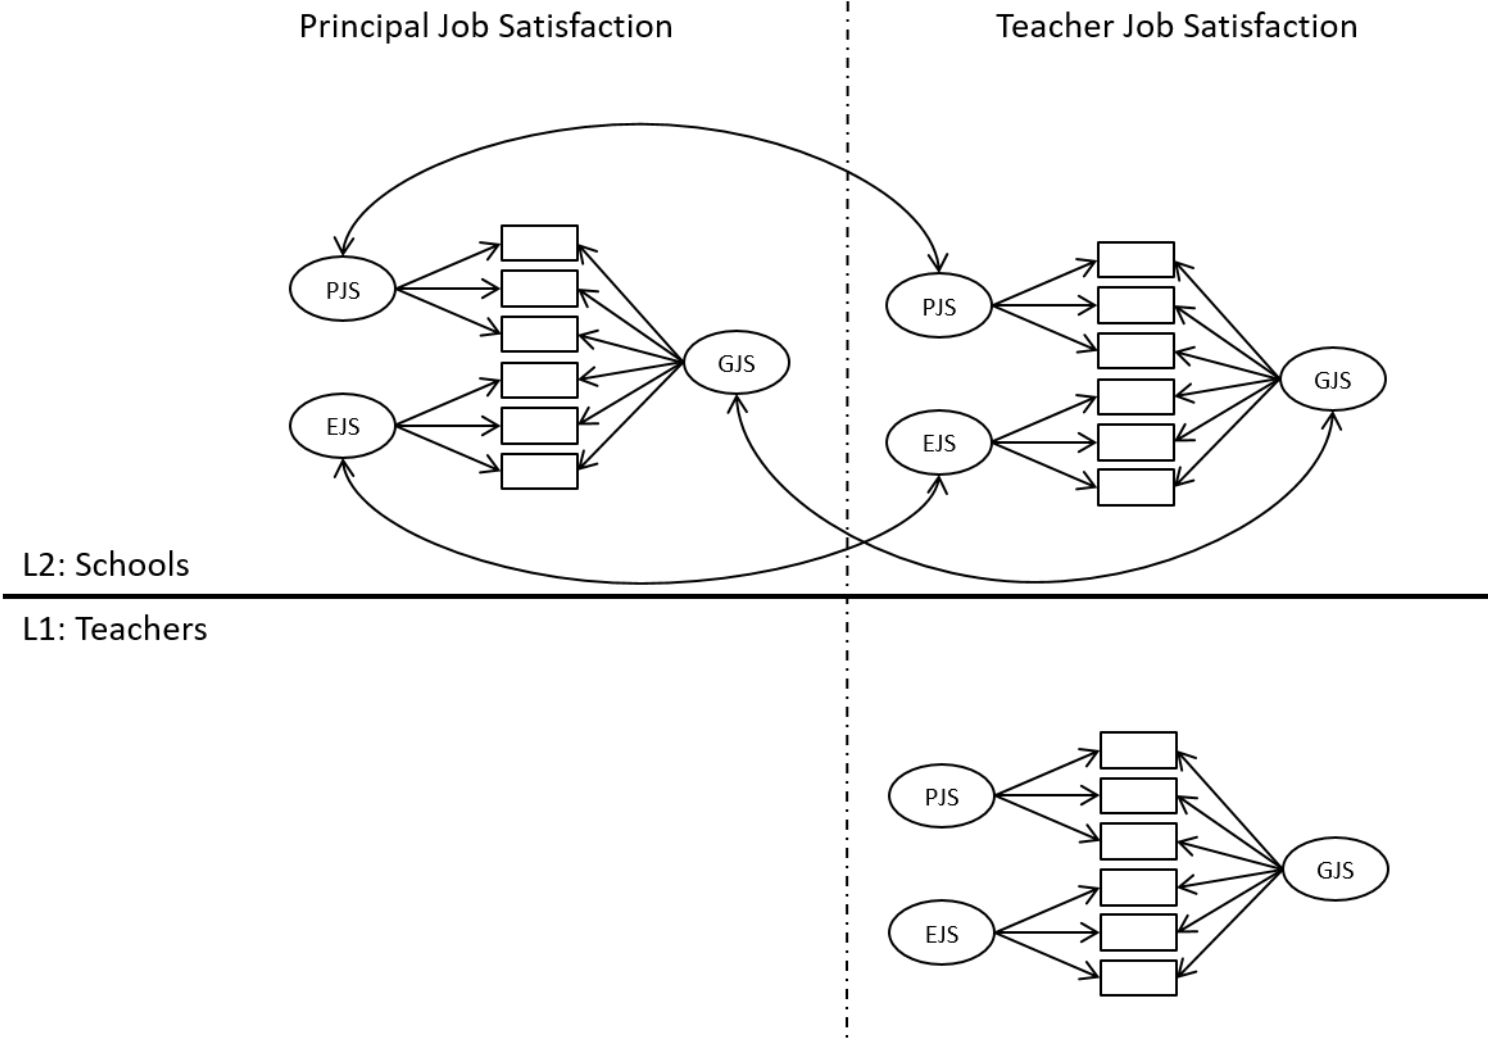 Principal Job Satisfaction
Teacher Job Satisfaction
PJS
PJS
GJS
GJS
EJS
EJS
L2: Schools
L1: Teachers
PJS
GJS
EJS